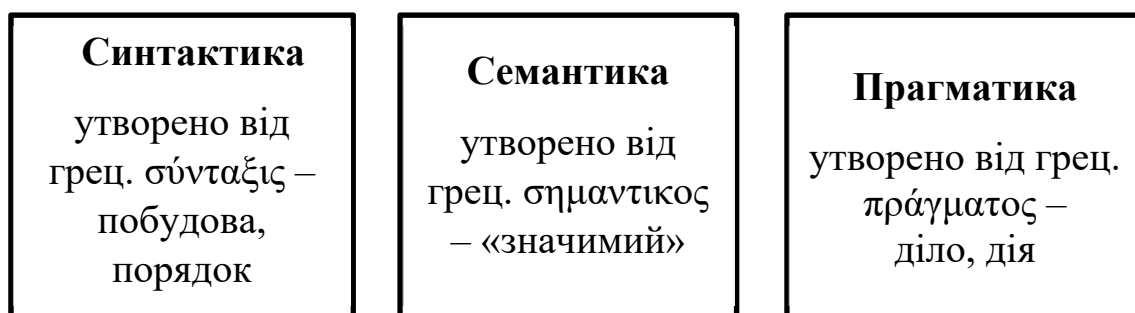 Синтактика
утворено від
грец. σύνταξις –
побудова,
порядок
Семантика
утворено від
грец. σημαντικος
– «значимий»
Прагматика
утворено від грец.
πράγματος –
діло, дія